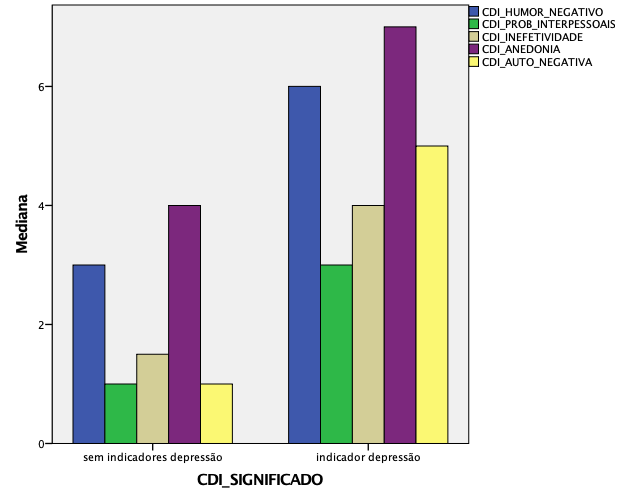 CDI_HUMOR_NEGATIVO
CDI_PROB_INTERPESSOAIS
CDI_INEFETIVIDADE
CDI_ANEDONIA
CDI_AUTO_NEGATIVA
Mediana
6
4
2
0
sem indicadores depressão
indicador depressão
CDI_SIGNIFICADO